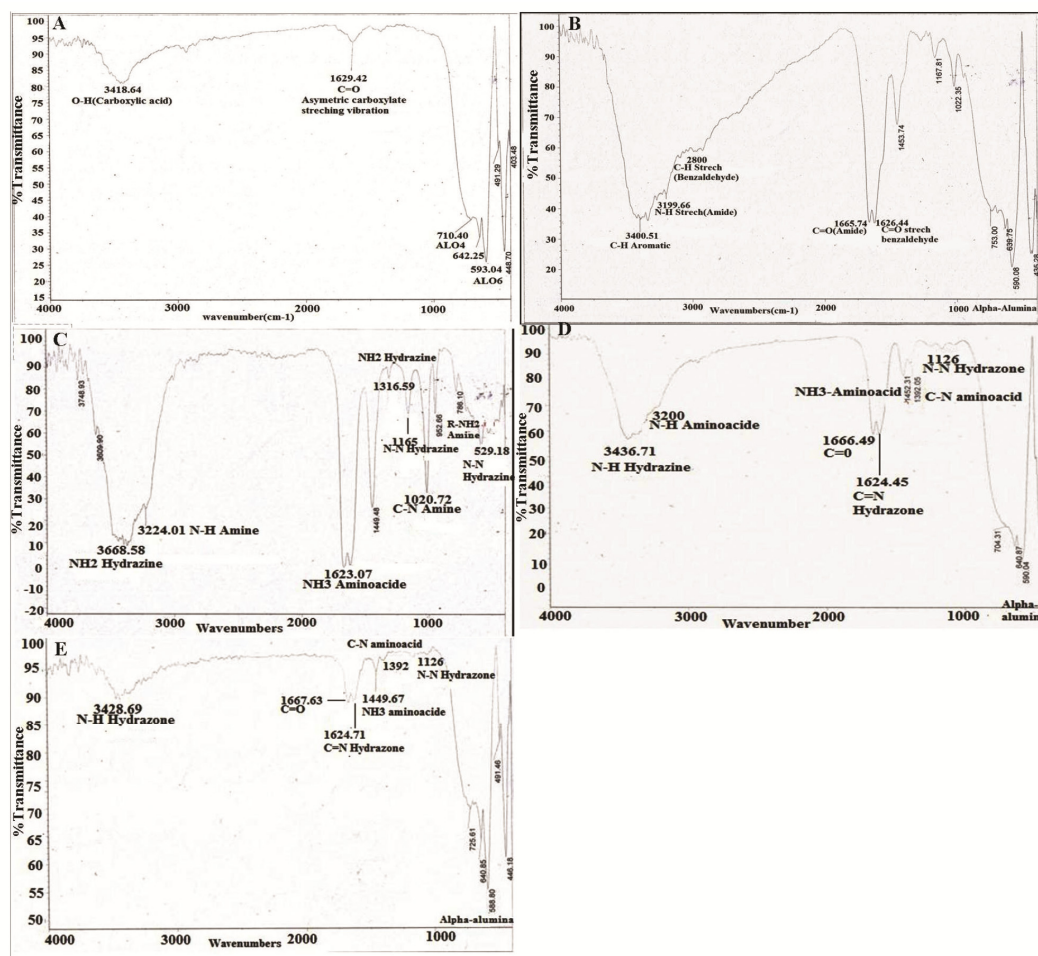 A
%Transmittance
100
95
90
85
80
75
70
65
60
55
50
45
40
35
30
25
20
15
3418.64
O-H(Carboxylic acid)
1629.42
C=O
Asymetric carboxylate
streching vibration
710.40
ALO4
642.25
593.04
ALO6
491.29
448.70
403.48
4000
3000
2000
1000
400
wavenumber(cm-1)
B
%Transmittance
100
90
80
70
60
50
40
30
20
2800
C-H Strech
(Benzaldehyde)
3199.66
N-H Strech(Amide)
3400.51
C-H Aromatic
1665.74
C=O(Amide)
1626.44
C=O strech
benzaldehyde
1453.74
1167.81
1022.35
753.00
639.75
590.06
4000
3000
2000
1000
wavenumber(cm-1)
Alpha-Alumina
C
%Transmittance
100
90
80
70
60
50
40
30
20
10
0
-10
-20
3748.93
3609.90
3224.01 N-H Amine
3668.58
NH2 Hydrazine
1623.07
NH3 Aminoacide
NH2 Hydrazine
1316.59
1165
N-N Hydrazine
1020.72
C-N Amine
1449.48
952.66
786.10
R-NH2
Amine
529.18
N-N
Hydrazine
4000
3000
2000
1000
Wavenumbers
D
%Transmittance
100
90
80
70
60
50
40
30
20
10
0
3200
N-H Aminoacide
3436.71
N-H Hydrazine
1666.49
C=0
1624.45
C=N
Hydrazone
NH3-Aminoacid
1452.31
1392.05
1126
N-N Hydrazone
C-N aminoacid
704.31
640.87
590.04
Alpha-
alumin
4000
3000
2000
1000
Wavenumber
E
%Transmittance
100
95
90
85
80
75
70
65
60
55
50
3428.69
N-H Hydrazone
1667.63
C=O
1624.71
C=N Hydrazone
C-N aminoacid
1392
1449.67
NH3 aminoacide
1126
N-N Hydrazone
725.61
640.85
588.80
491.46
446.18
Alpha-alumina
4000
3000
2000
1000
Wavenumbers